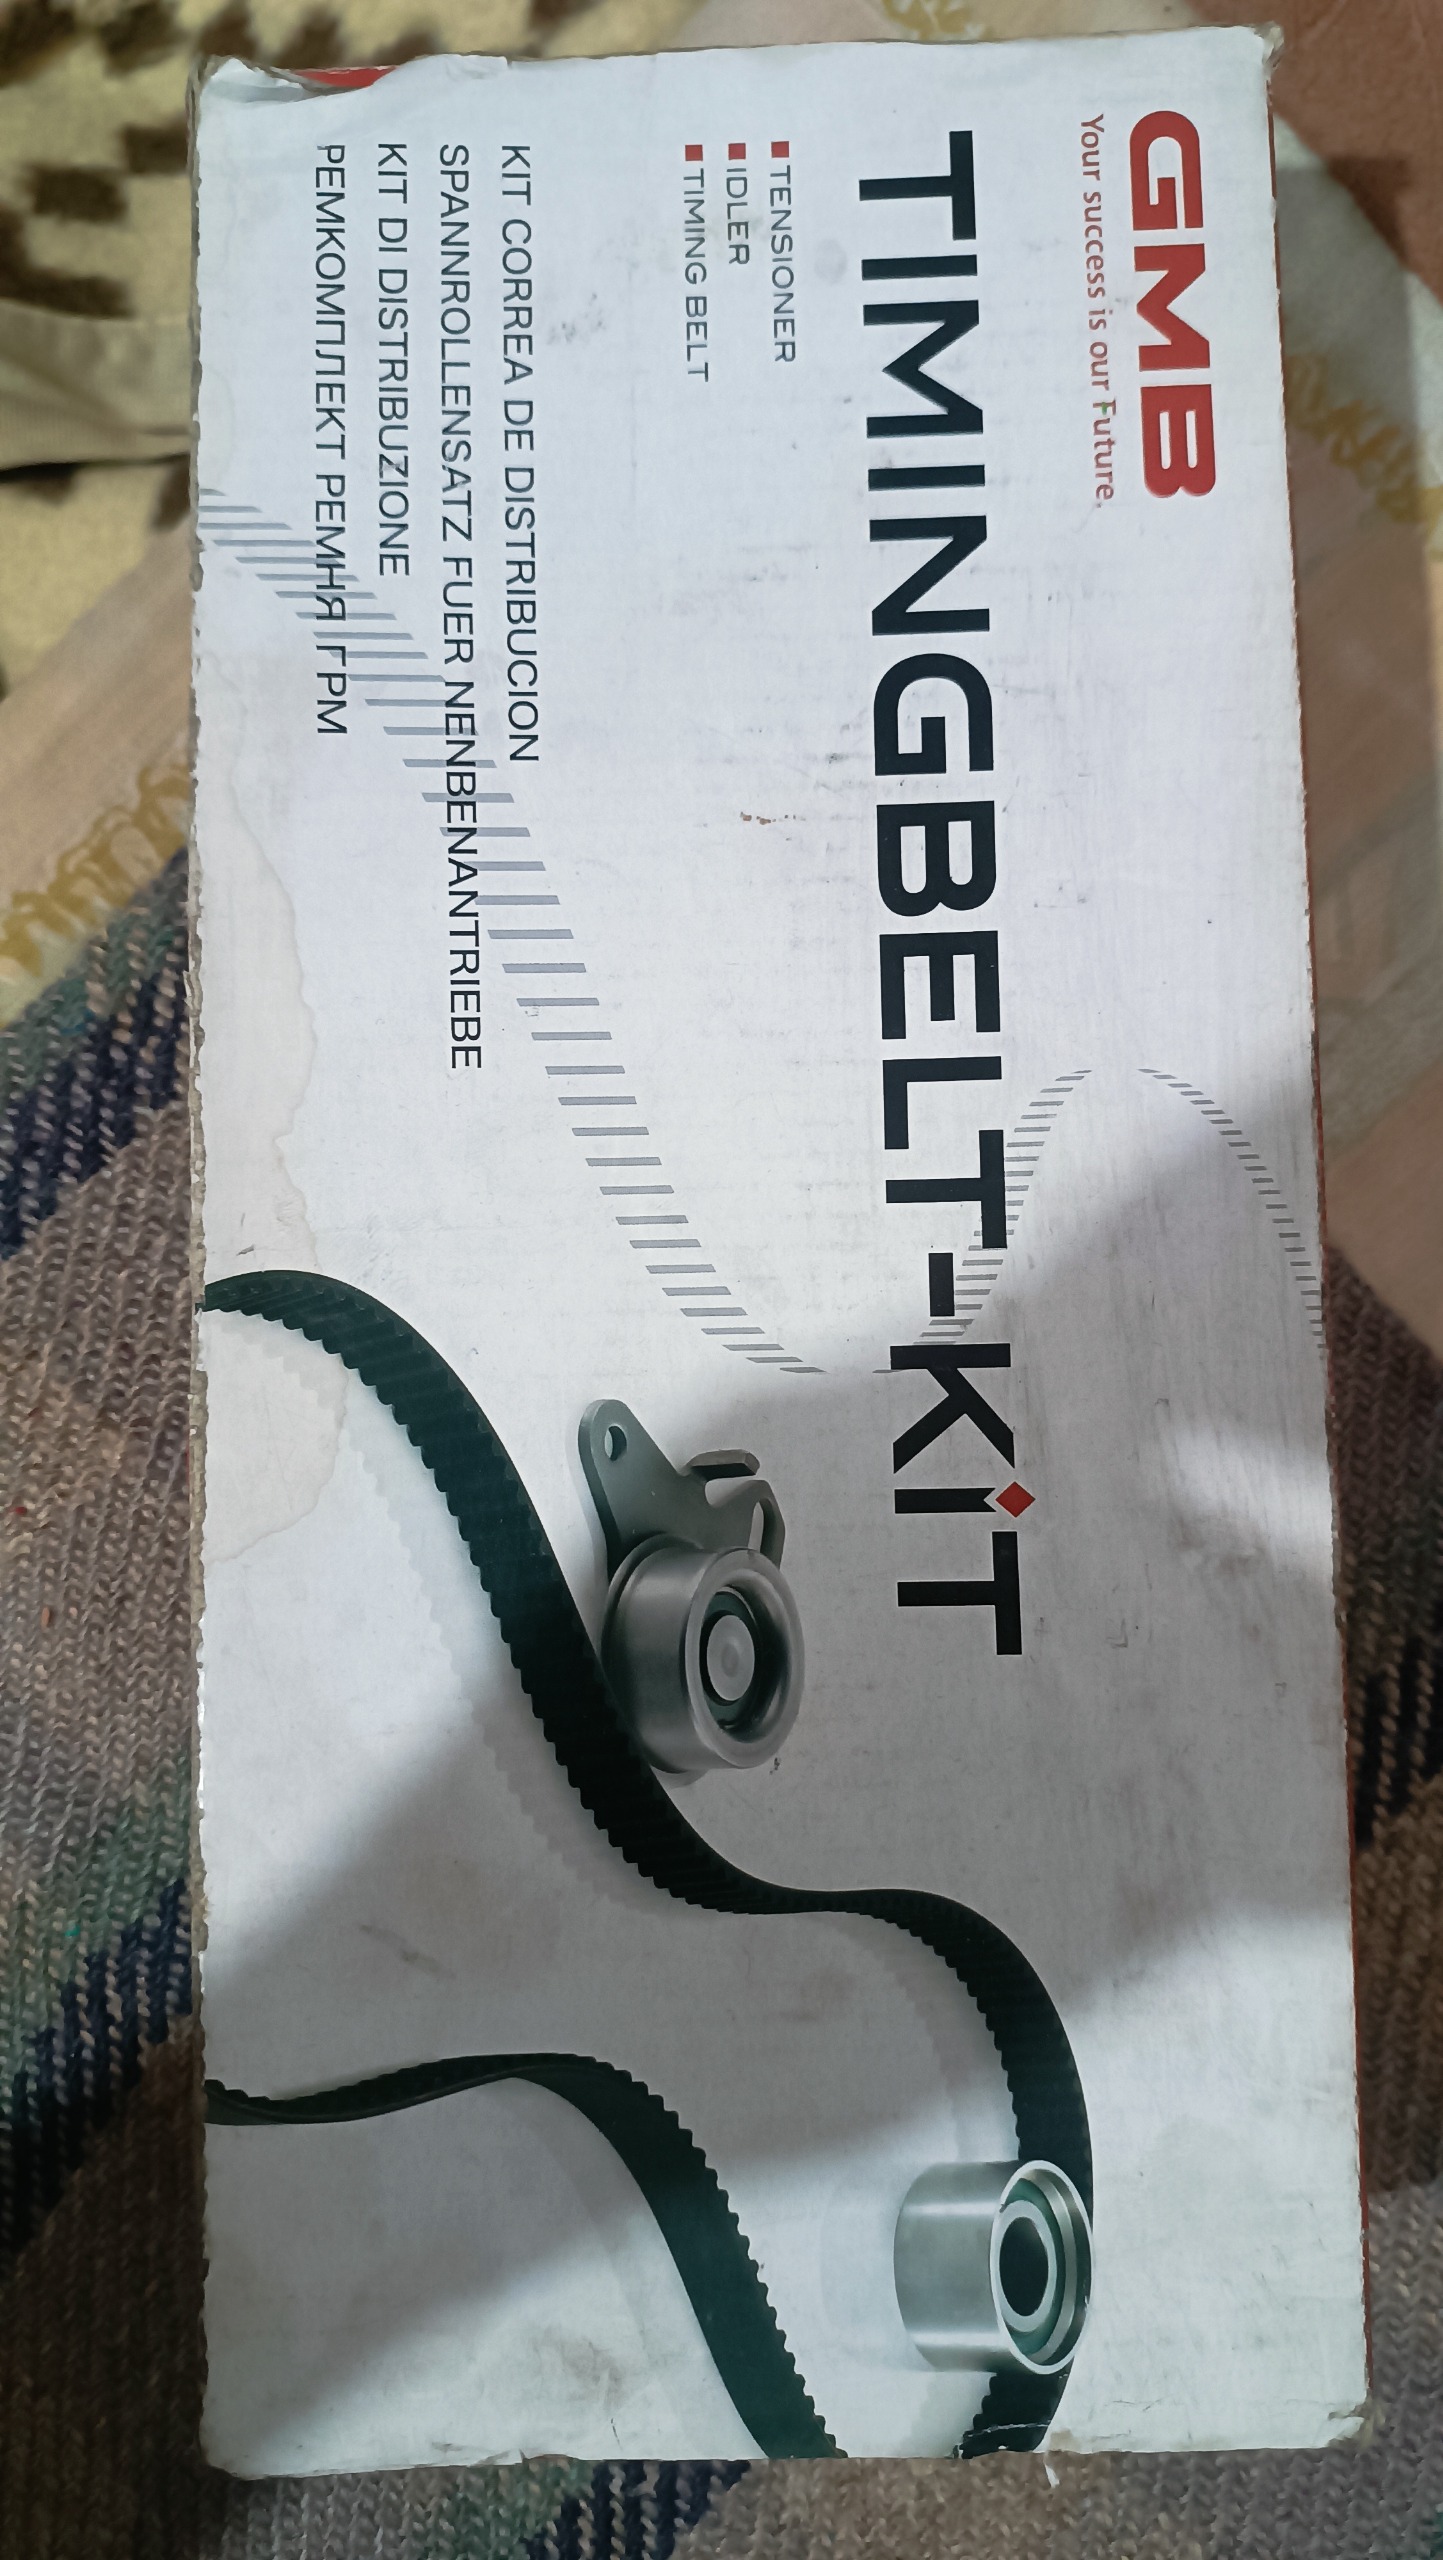 GMB
Your success is our Future.
TIMINGBELT-KiT
TENSIONER
IDLER
TIMING BELT
KIT CORREA DE DISTRIBUCION
SPANNROLLENSATZ FUER NENBENANTRIEBE
KIT DI DISTRIBUZIONE
РЕМКОМПЛЕКТ РЕМНЯ ГРМ